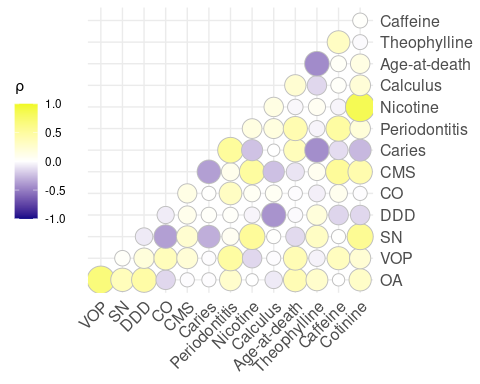 Caffeine
Theophylline
Age-at-death
Calculus
Nicotine
Periodontitis
Caries
CMS
CO
DDD
SN
VOP
OA
ρ
1.0
0.5
0.0
-0.5
-1.0
VOP
SN
DDD
CO
CMS
Caries
Periodontitis
Nicotine
Calculus
Age-at-death
Theophylline
Caffeine
Cotinine